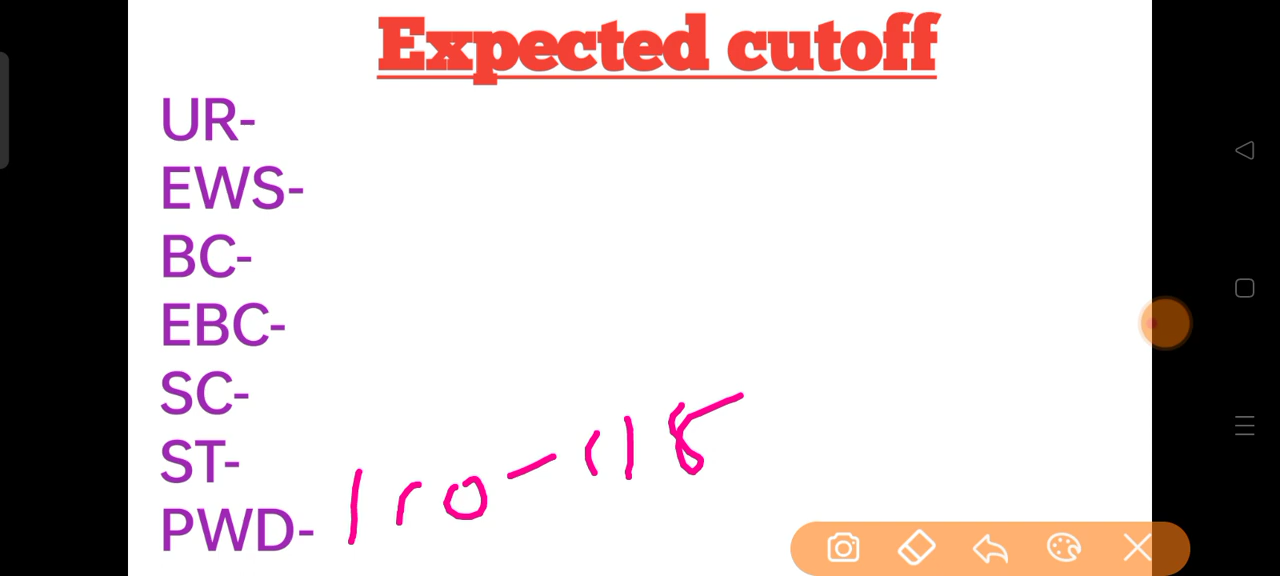 Expected cutoff
UR-
EWS-
BC-
EBC-
SC-
ST-
PWD- 110-118